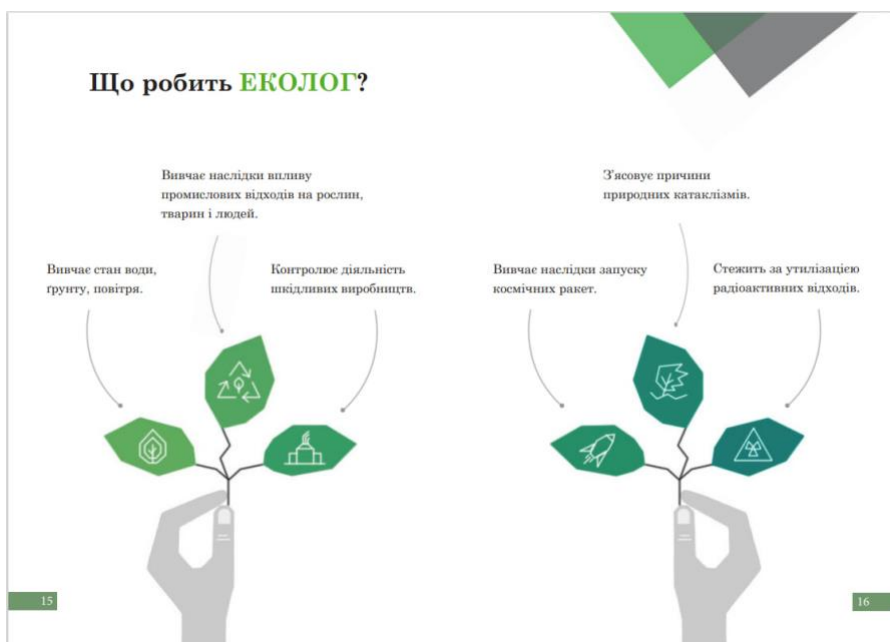 Що робить ЕКОЛОГ?
Вивчає наслідки впливу
промислових відходів на рослин,
тварин і людей.
Вивчає стан води,
ґрунту, повітря.
Контролює діяльність
шкідливих виробництв.
З'ясовує причини
природних катаклізмів.
Вивчає наслідки запуску
космічних ракет.
Стежить за утилізацією
радіоактивних відходів.
15
16